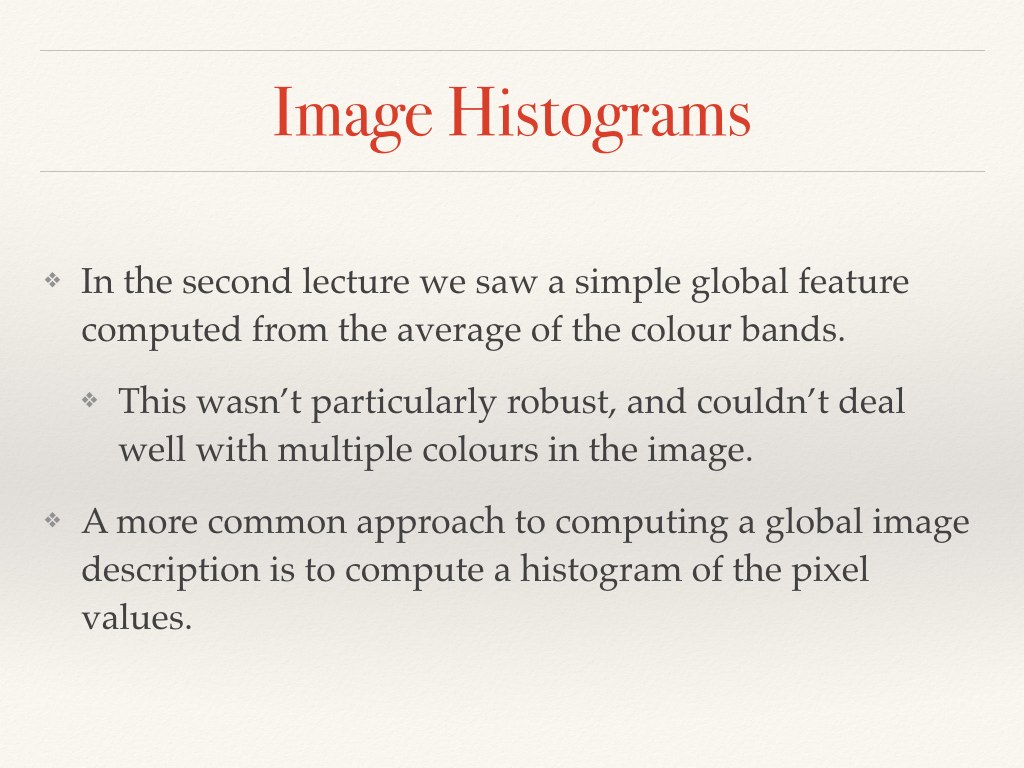 Image Histograms
❖ In the second lecture we saw a simple global feature
computed from the average of the colour bands.
❖ This wasn’t particularly robust, and couldn’t deal
well with multiple colours in the image.
❖ A more common approach to computing a global image
description is to compute a histogram of the pixel
values.